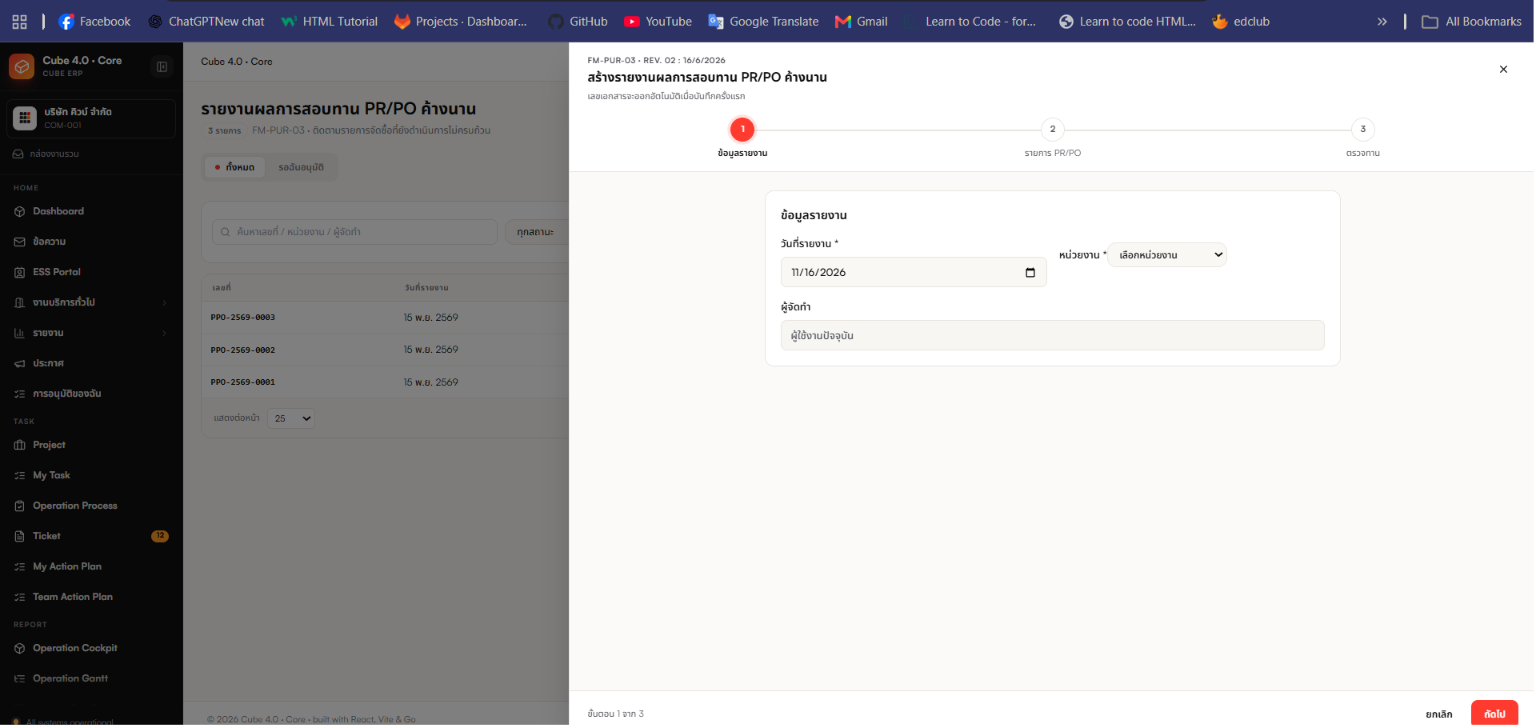 Facebook
ChatGPTNew chat
HTML Tutorial
Projects · Dashboar...
GitHub
YouTube
Google Translate
Gmail
Learn to Code - for...
Learn to code HTML...
edclub
»
All Bookmarks
Cube 4.0 · Core
CUBE ERP
บริษัท คิวบ์ จำกัด
COM-001
กล่องงานรวม
HOME
Dashboard
ข้อความ
ESS Portal
งานบริการทั่วไป
รายงาน
ประกาศ
การอนุมัติของฉัน
TASK
Project
My Task
Operation Process
Ticket
12
My Action Plan
Team Action Plan
REPORT
Operation Cockpit
Operation Gantt
All systems operational
Cube 4.0 · Core
รายงานผลการสอบทาน PR/PO ค้างนาน
3 รายการ FM-PUR-03 · ติดตามรายการจัดซื้อที่ยังดำเนินการไม่ครบถ้วน
ทั้งหมด รอฉันอนุมัติ
ค้นหาเลขที่ / หน่วยงาน / ผู้จัดทำ ทุกสถานะ
เลขที่ วันที่รายงาน
PPO-2569-0003 15 พ.ย. 2569
PPO-2569-0002 15 พ.ย. 2569
PPO-2569-0001 15 พ.ย. 2569
แสดงต่อหน้า 25
© 2026 Cube 4.0 · Core · built with React, Vite & Go
FM-PUR-03 · REV. 02 : 16/6/2026
สร้างรายงานผลการสอบทาน PR/PO ค้างนาน
เลขเอกสารจะออกอัตโนมัติเมื่อบันทึกครั้งแรก
1 2 3
ข้อมูลรายงาน รายการ PR/PO ตรวจทาน
ข้อมูลรายงาน
วันที่รายงาน *
11/16/2026
หน่วยงาน * เลือกหน่วยงาน
ผู้จัดทำ
ผู้ใช้งานปัจจุบัน
ขั้นตอน 1 จาก 3
ยกเลิก ถัดไป